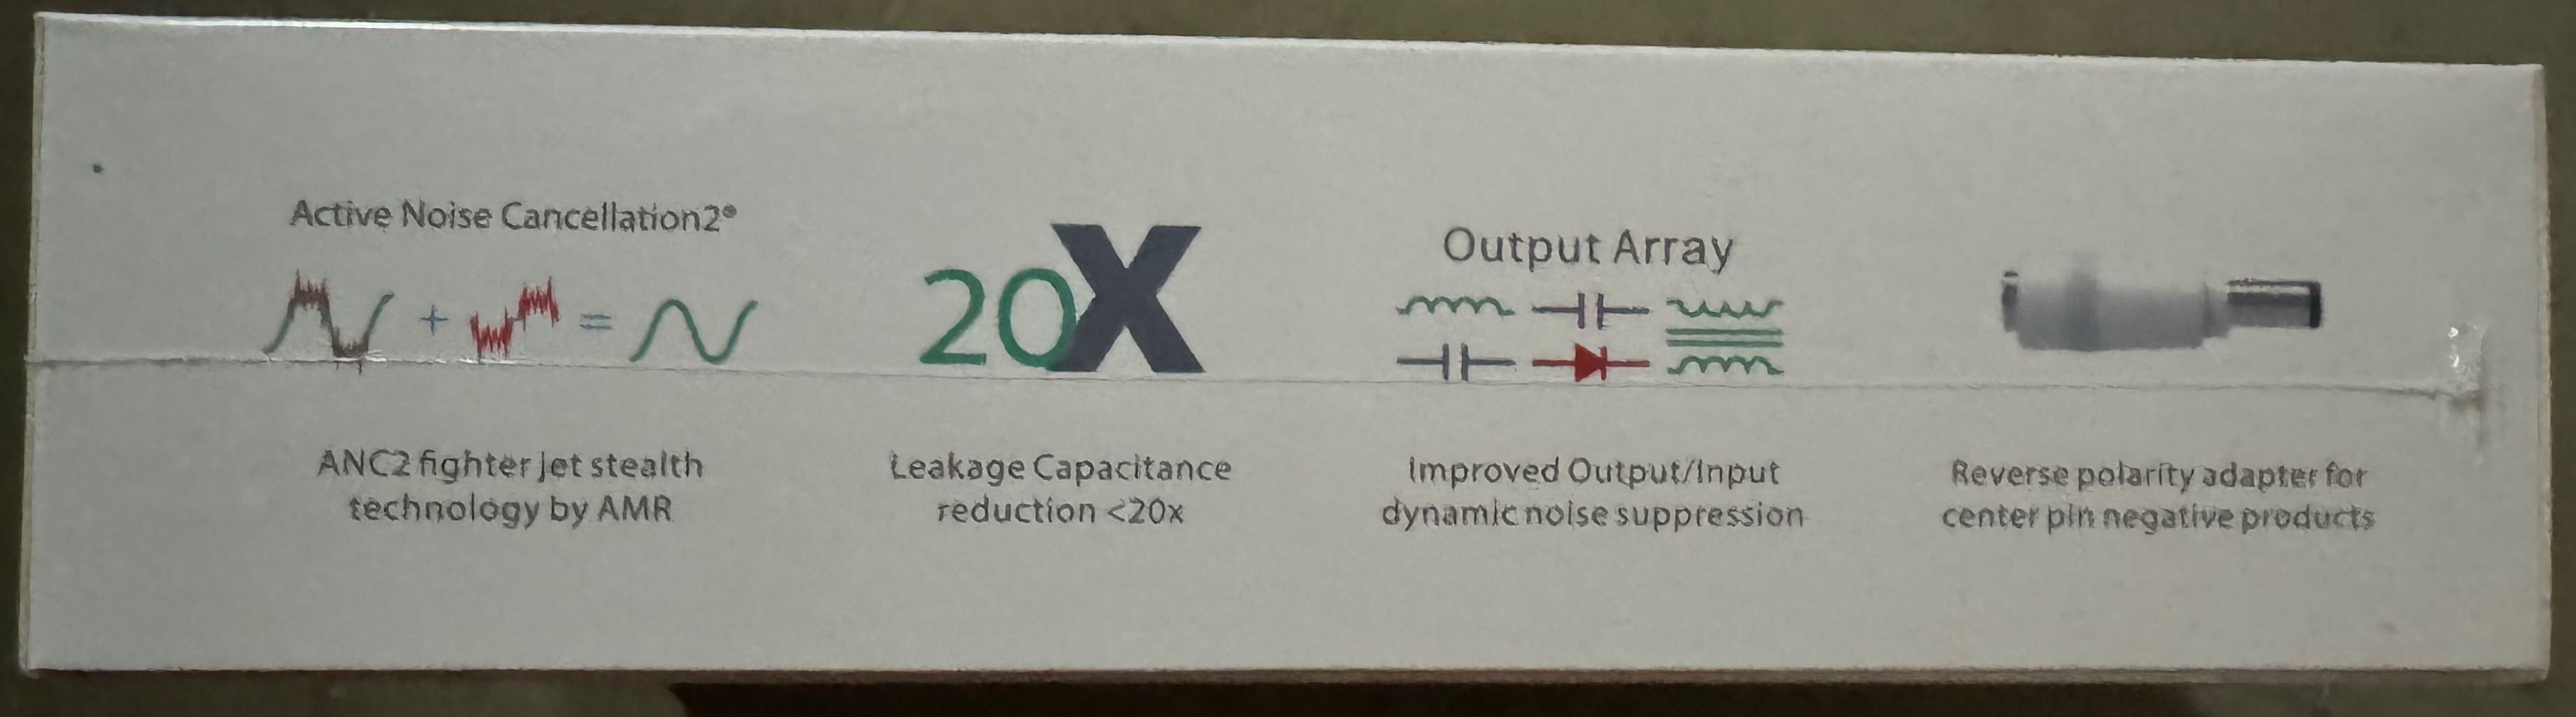 Active Noise Cancellation2®
+ =
ANC2 fighter jet stealth
technology by AMR
20X
Leakage Capacitance
reduction <20x
Output Array
Improved Output/Input
dynamic noise suppression
Reverse polarity adapter for
center pin negative products